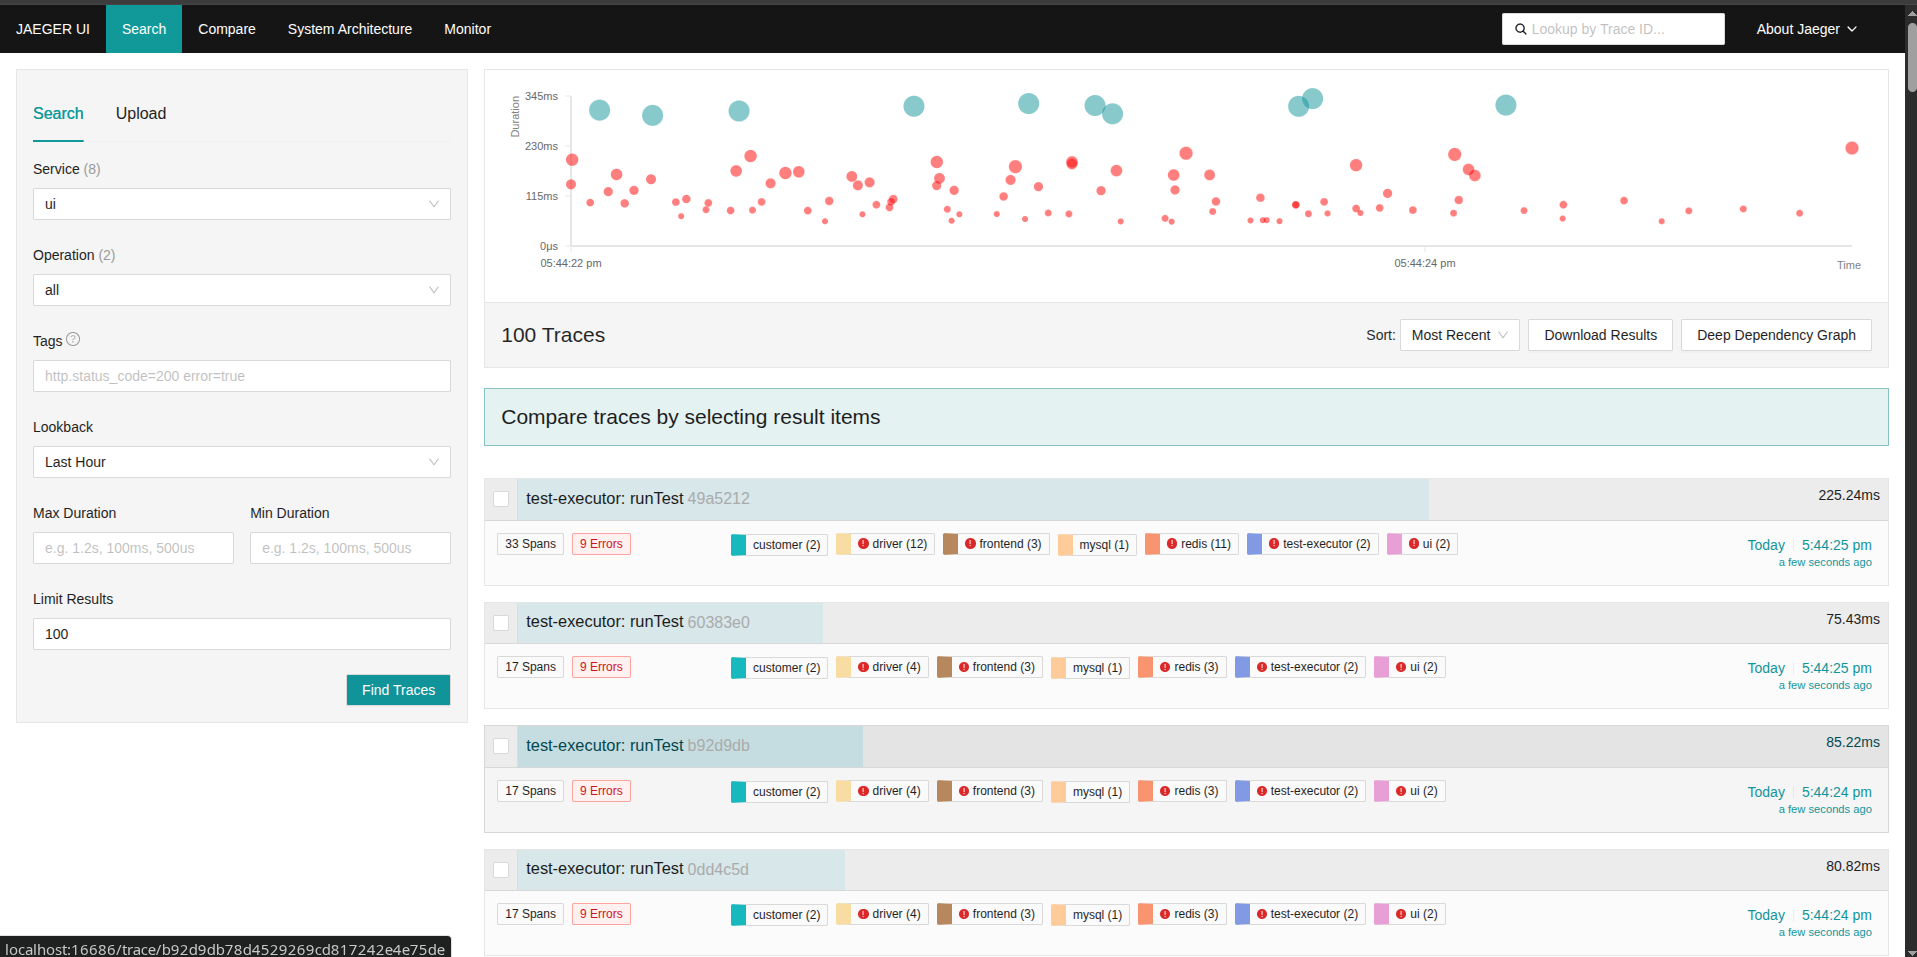 JAEGER UI Search Compare System Architecture Monitor Lookup by Trace ID... About Jaeger
Search Upload
Service (8)
ui
Operation (2)
all
Tags ?
http.status_code=200 error=true
Lookback
Last Hour
Max Duration Min Duration
e.g. 1.2s, 100ms, 500us e.g. 1.2s, 100ms, 500us
Limit Results
100
Find Traces
Duration
345ms
230ms
115ms
0μs
05:44:22 pm 05:44:24 pm Time
100 Traces Sort: Most Recent Download Results Deep Dependency Graph
Compare traces by selecting result items
test-executor: runTest 49a5212 225.24ms
33 Spans 9 Errors customer (2) driver (12) frontend (3) mysql (1) redis (11) test-executor (2) ui (2) Today 5:44:25 pm
a few seconds ago
test-executor: runTest 60383e0 75.43ms
17 Spans 9 Errors customer (2) driver (4) frontend (3) mysql (1) redis (3) test-executor (2) ui (2) Today 5:44:25 pm
a few seconds ago
test-executor: runTest b92d9db 85.22ms
17 Spans 9 Errors customer (2) driver (4) frontend (3) mysql (1) redis (3) test-executor (2) ui (2) Today 5:44:24 pm
a few seconds ago
test-executor: runTest 0dd4c5d 80.82ms
17 Spans 9 Errors customer (2) driver (4) frontend (3) mysql (1) redis (3) test-executor (2) ui (2) Today 5:44:24 pm
a few seconds ago
localhost:16686/trace/b92d9db78d4529269cd817242e4e75de